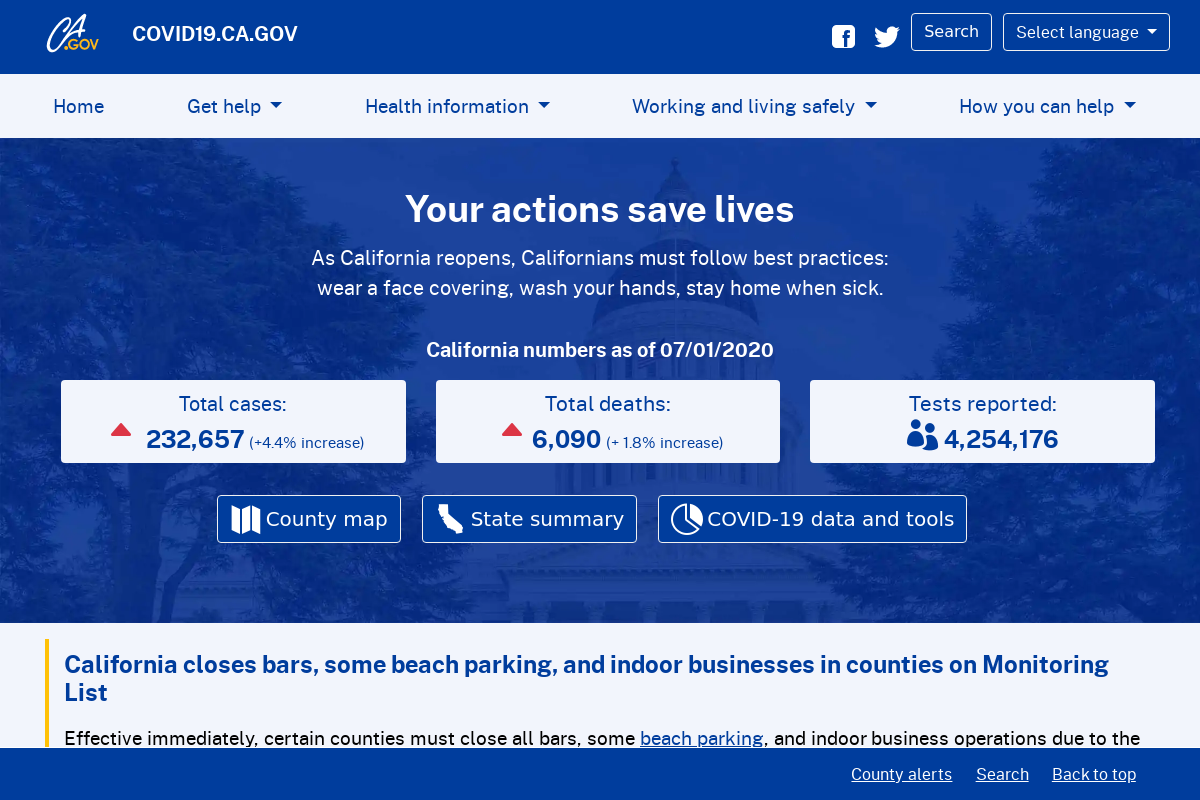 CA.GOV COVID19.CA.GOV Search Select language
Home Get help Health information Working and living safely How you can help
Your actions save lives
As California reopens, Californians must follow best practices:
wear a face covering, wash your hands, stay home when sick.
California numbers as of 07/01/2020
Total cases: Total deaths: Tests reported:
232,657 (+4.4% increase) 6,090 (+ 1.8% increase) 4,254,176
County map State summary COVID-19 data and tools
California closes bars, some beach parking, and indoor businesses in counties on Monitoring
List
Effective immediately, certain counties must close all bars, some beach parking, and indoor business operations due to the
County alerts Search Back to top